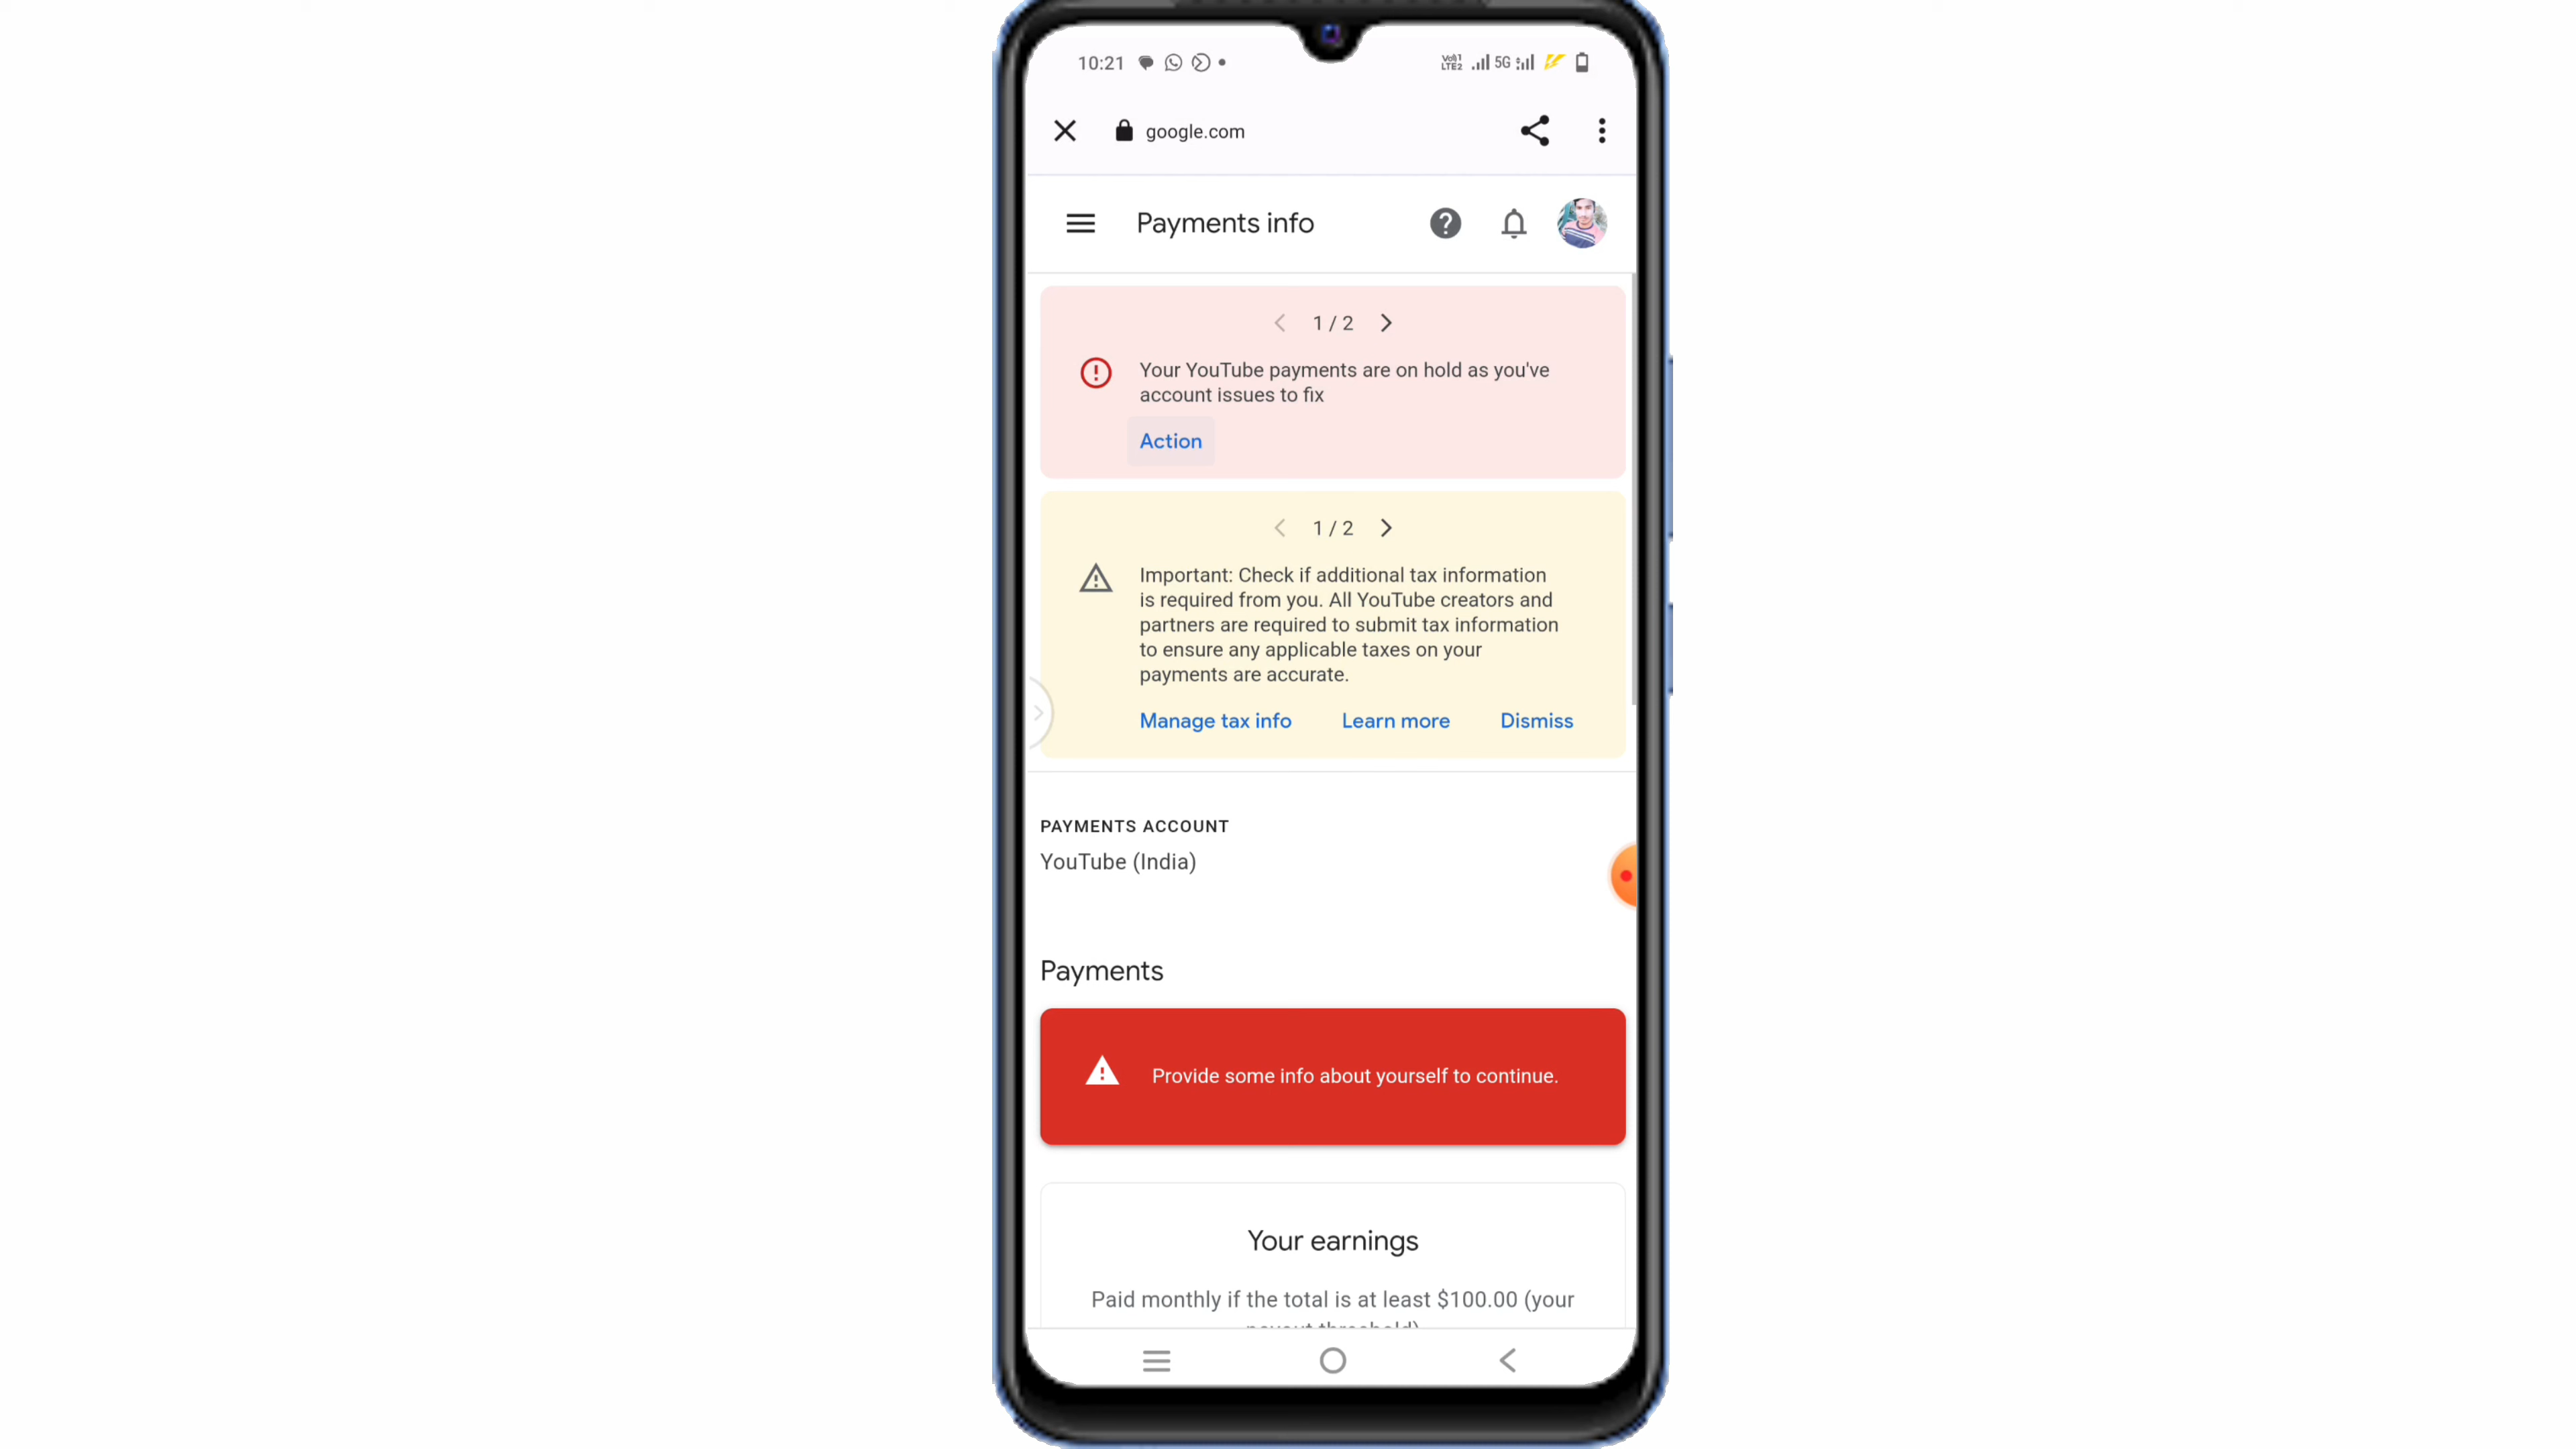 10:21 Vo)) LTE2 5G
google.com
Payments info
1 / 2
Your YouTube payments are on hold as you've
account issues to fix
Action
1 / 2
Important: Check if additional tax information
is required from you. All YouTube creators and
partners are required to submit tax information
to ensure any applicable taxes on your
payments are accurate.
Manage tax info Learn more Dismiss
PAYMENTS ACCOUNT
YouTube (India)
Payments
Provide some info about yourself to continue.
Your earnings
Paid monthly if the total is at least $100.00 (your
payout threshold)